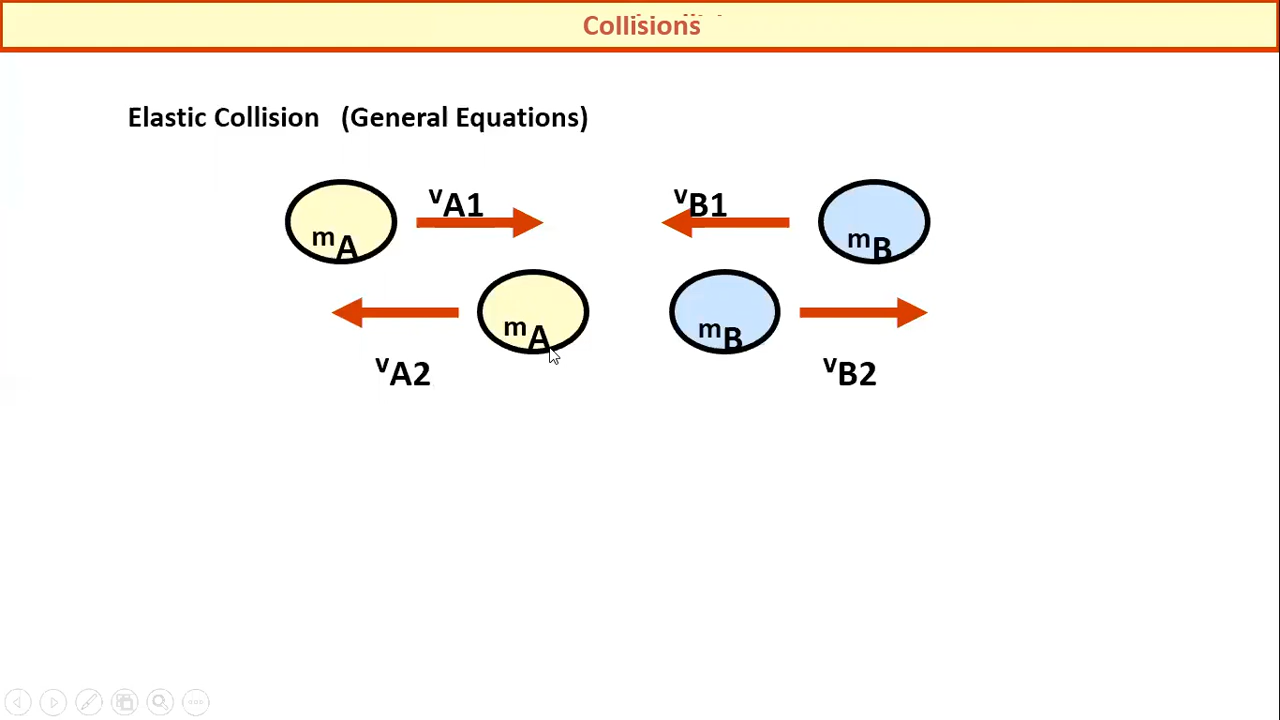 Collisions
Elastic Collision (General Equations)
vA1
vB1
mA
mB
mA
mB
vA2
vB2